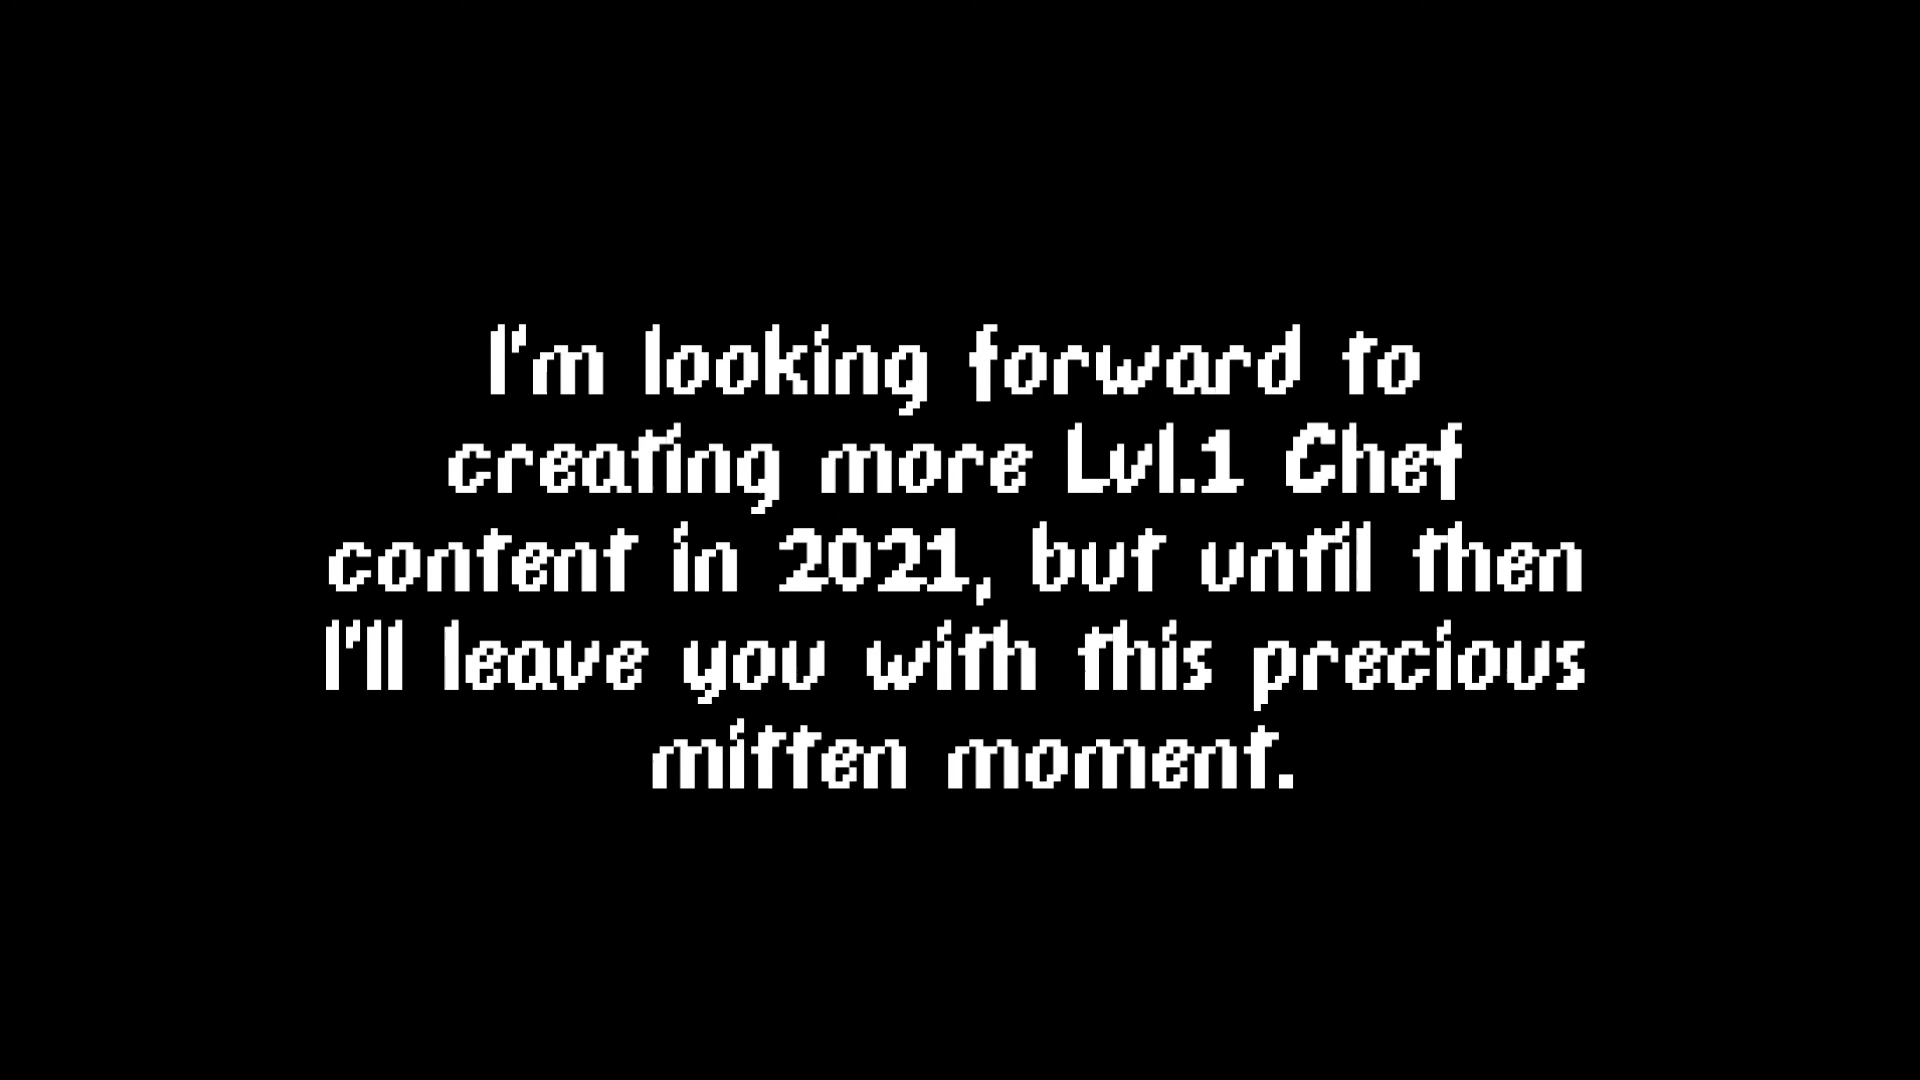 I'm looking forward to
creating more Lvl.1 Chef
content in 2021, but until then
I'll leave you with this precious
mitten moment.